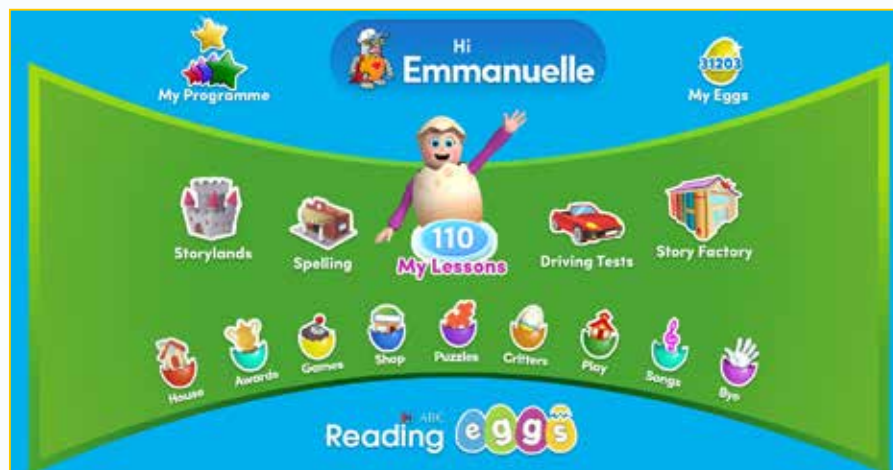 Hi
Emmanuelle
My Programme
31203
My Eggs
Storylands
Spelling
110
My Lessons
Driving Tests
Story Factory
House
Awards
Games
Shop
Puzzles
Critters
Play
Songs
Bye
ABC
Reading eggs